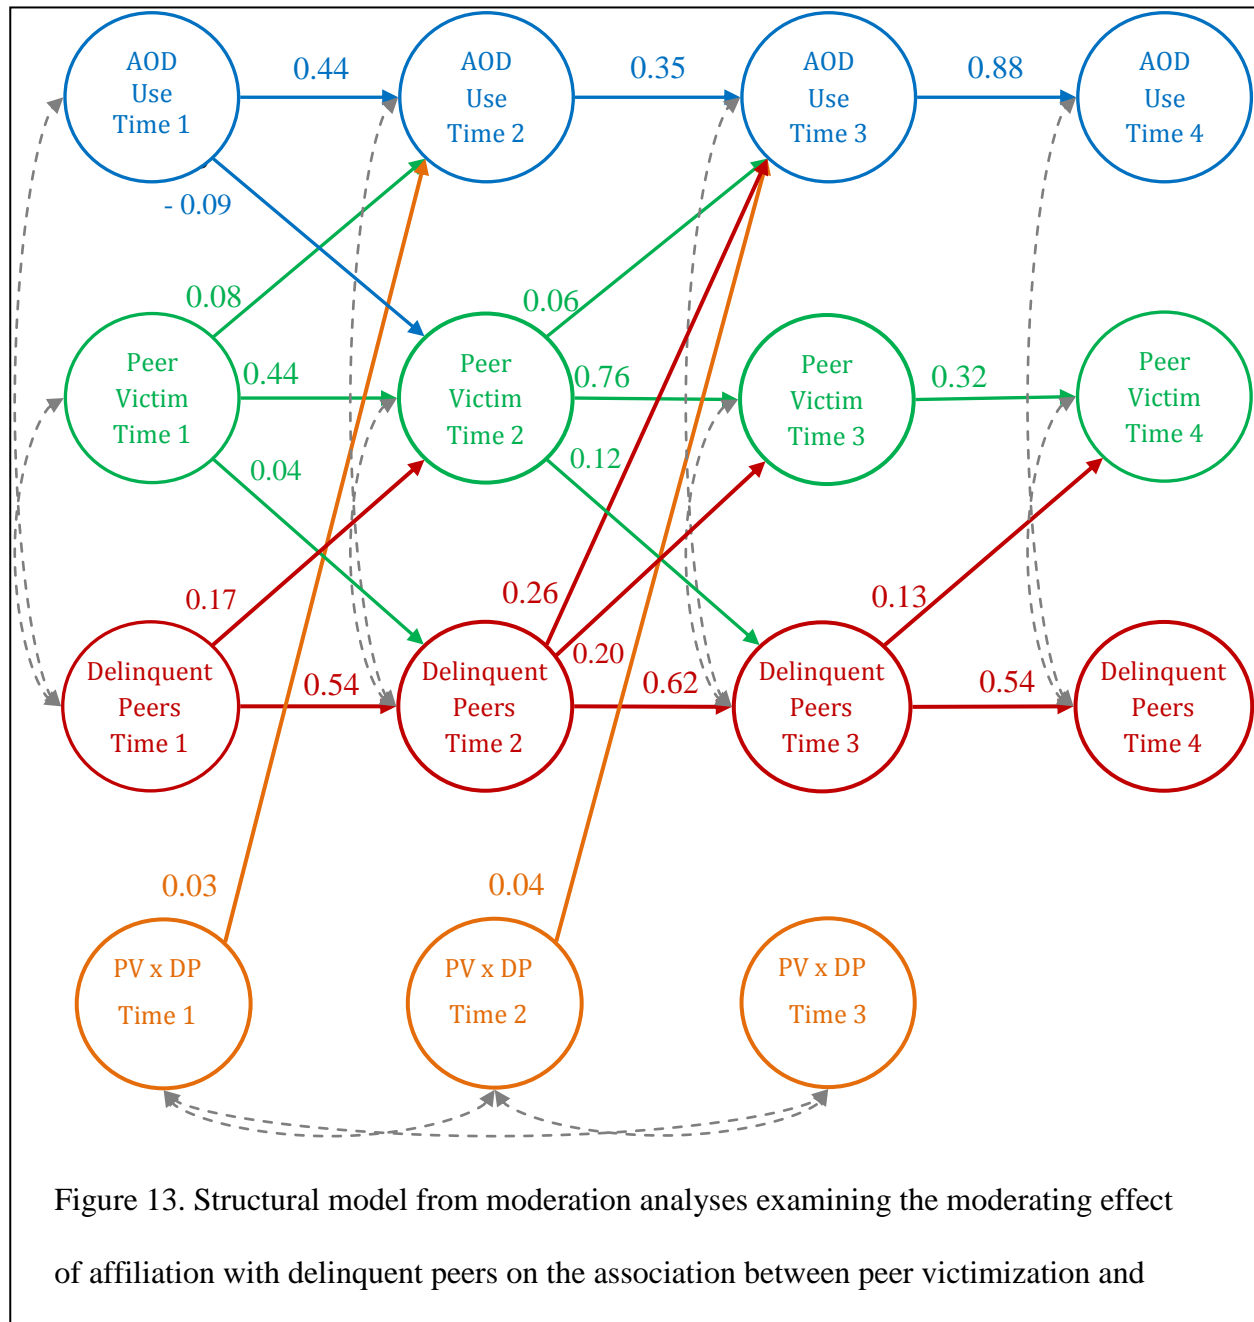 AOD
Use
Time 1
0.44
AOD
Use
Time 2
0.35
AOD
Use
Time 3
0.88
AOD
Use
Time 4
- 0.09
0.08
0.06
Peer
Victim
Time 1
0.44
Peer
Victim
Time 2
0.76
Peer
Victim
Time 3
0.32
Peer
Victim
Time 4
0.04
0.12
0.17
0.26
0.20
0.13
Delinquent
Peers
Time 1
0.54
Delinquent
Peers
Time 2
0.62
Delinquent
Peers
Time 3
0.54
Delinquent
Peers
Time 4
0.03
0.04
PV x DP
Time 1
PV x DP
Time 2
PV x DP
Time 3
Figure 13. Structural model from moderation analyses examining the moderating effect
of affiliation with delinquent peers on the association between peer victimization and